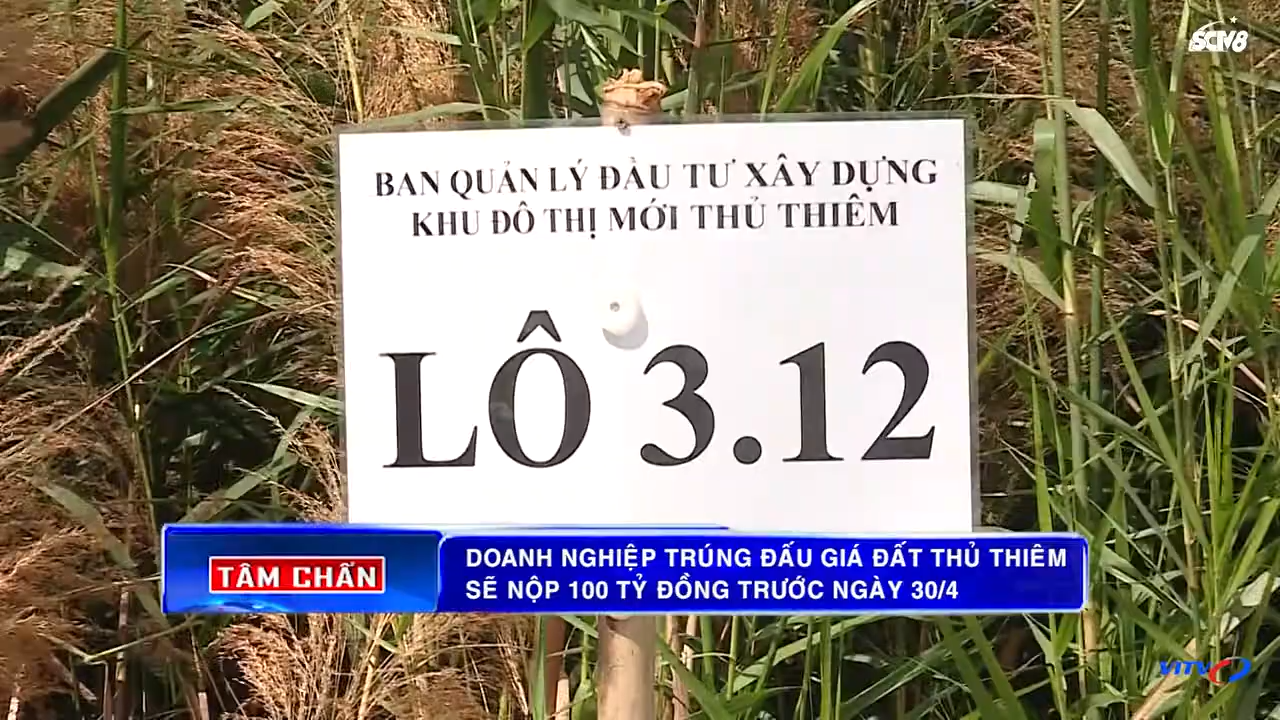 SCTV8
BAN QUẢN LÝ ĐẦU TƯ XÂY DỰNG
KHU ĐÔ THỊ MỚI THỦ THIÊM
LÔ 3.12
TÂM CHẤN
DOANH NGHIỆP TRÚNG ĐẤU GIÁ ĐẤT THỦ THIÊM
SẼ NỘP 100 TỶ ĐỒNG TRƯỚC NGÀY 30/4
VITV